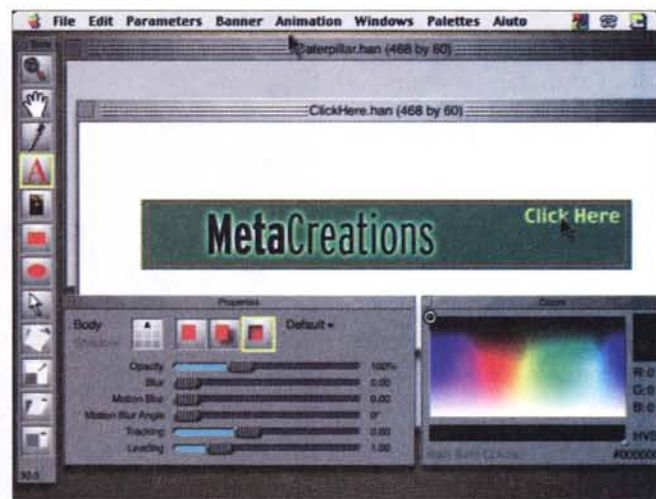 File Edit Parameters Banner Animation Windows Palettes Aiuto
Caterpillar.han (468 by 60)
ClickHere.han (468 by 60)
MetaCreations
Click Here
Properties
Body
Shadow
A
Default
Opacity 100%
Blur 0.00
Motion Blur 0.00
Motion Blur Angle 0°
Tracking 0.00
Leading 1.00
Colors
R:0
G:0
B:0
HVS
#000000
A